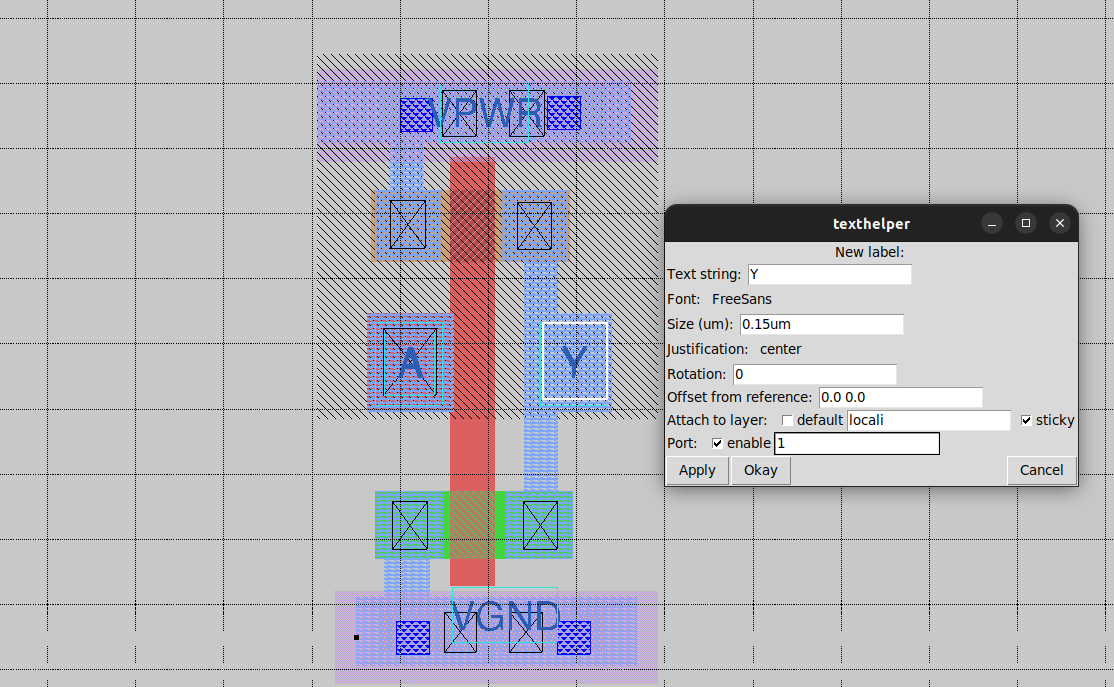 VPWR
A
Y
VGND
texthelper
New label:
Text string: Y
Font: FreeSans
Size (um): 0.15um
Justification: center
Rotation: 0
Offset from reference: 0.0 0.0
Attach to layer: default locali sticky
Port: enable 1
Apply Okay Cancel